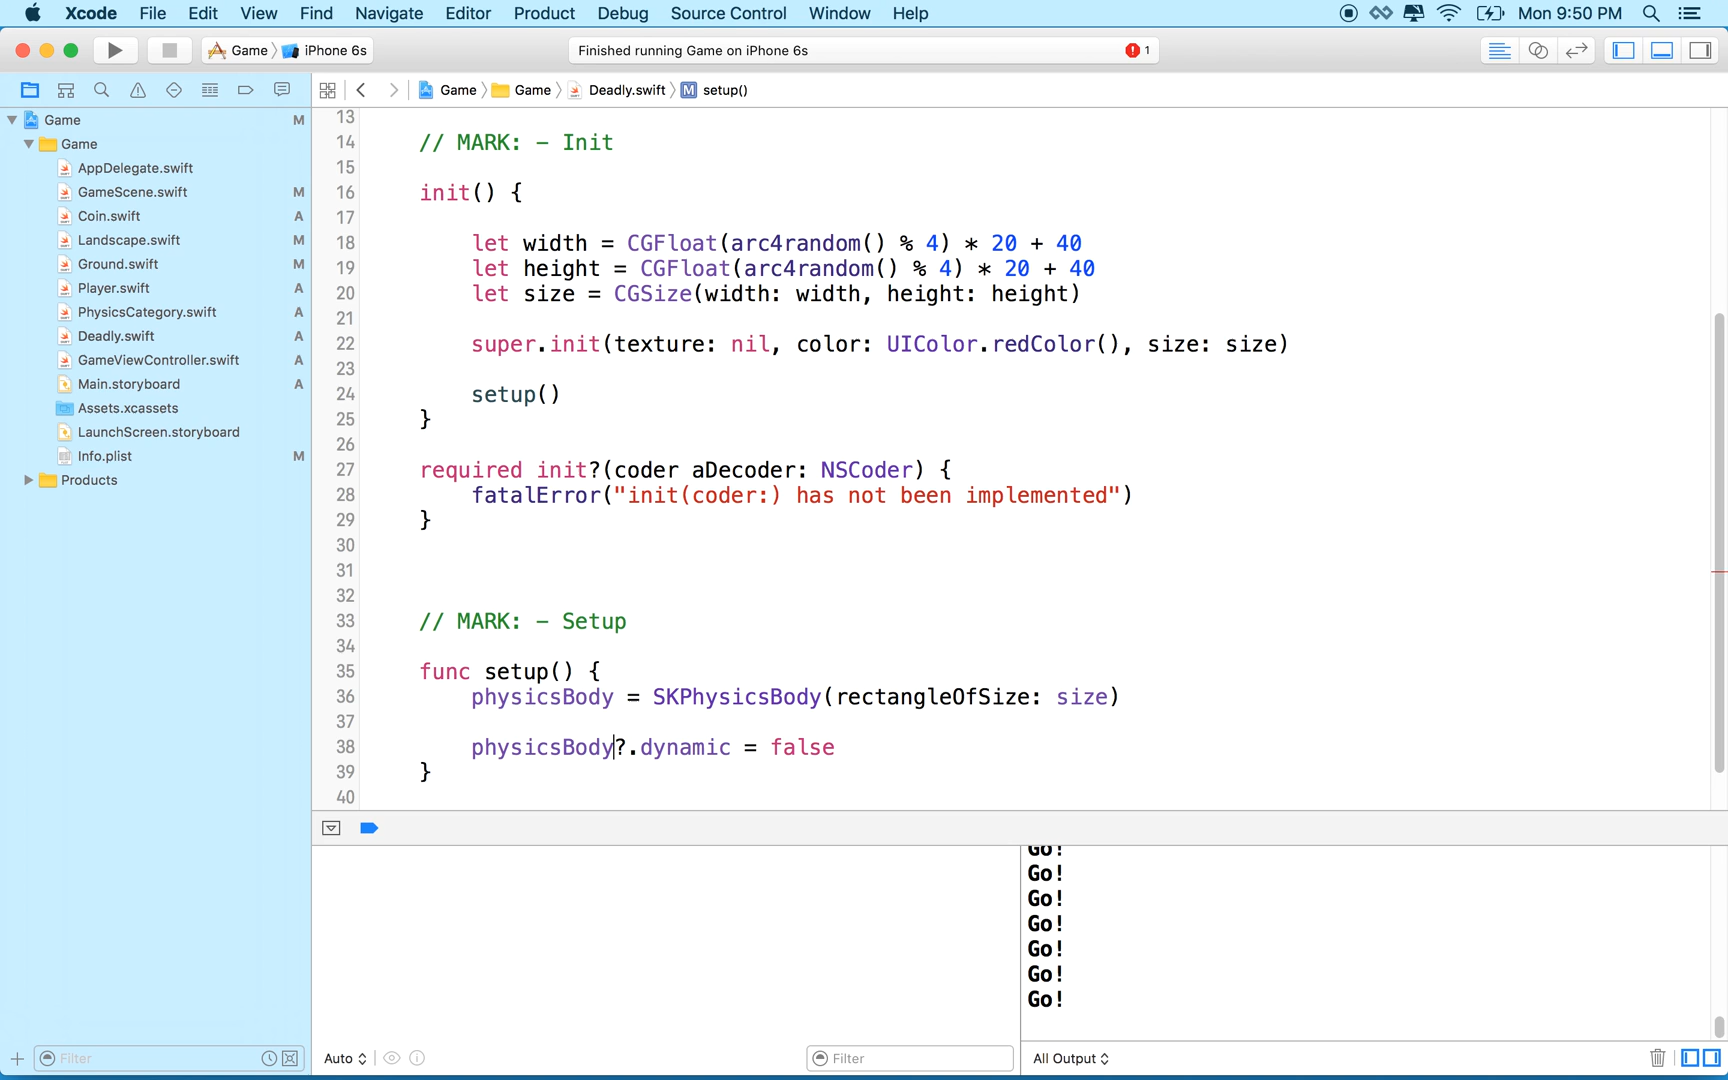 Xcode File Edit View Find Navigate Editor Product Debug Source Control Window Help Mon 9:50 PM
Game iPhone 6s Finished running Game on iPhone 6s 1
Game Game Deadly.swift M setup()
Game M
Game
AppDelegate.swift
GameScene.swift M
Coin.swift A
Landscape.swift M
Ground.swift M
Player.swift A
PhysicsCategory.swift A
Deadly.swift A
GameViewController.swift A
Main.storyboard A
Assets.xcassets
LaunchScreen.storyboard
Info.plist M
Products
13
14 // MARK: - Init
15
16 init() {
17
18 let width = CGFloat(arc4random() % 4) * 20 + 40
19 let height = CGFloat(arc4random() % 4) * 20 + 40
20 let size = CGSize(width: width, height: height)
21
22 super.init(texture: nil, color: UIColor.redColor(), size: size)
23
24 setup()
25 }
26
27 required init?(coder aDecoder: NSCoder) {
28 fatalError("init(coder:) has not been implemented")
29 }
30
31
32
33 // MARK: - Setup
34
35 func setup() {
36 physicsBody = SKPhysicsBody(rectangleOfSize: size)
37
38 physicsBody?.dynamic = false
39 }
40
Go!
Go!
Go!
Go!
Go!
Go!
Go!
Filter Auto Filter All Output